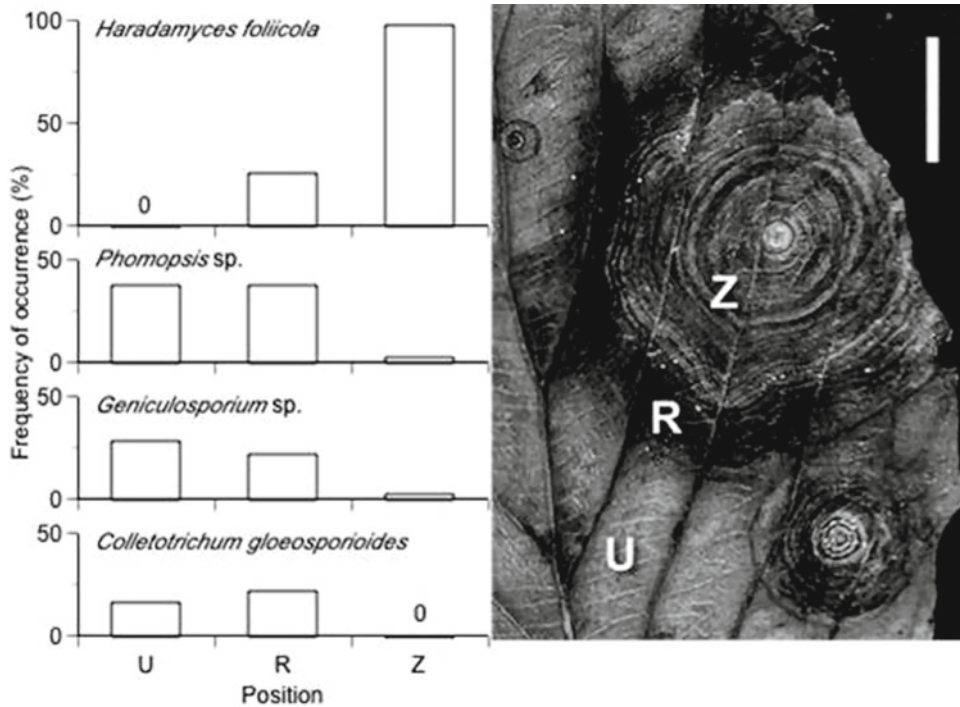 Frequency of occurrence (%)
100
50
0
Haradamyces foliicola
0
50
0
Phomopsis sp.
50
0
Geniculosporium sp.
50
0
Colletotrichum gloeosporioides
0
U R Z
Position
Z
R
U